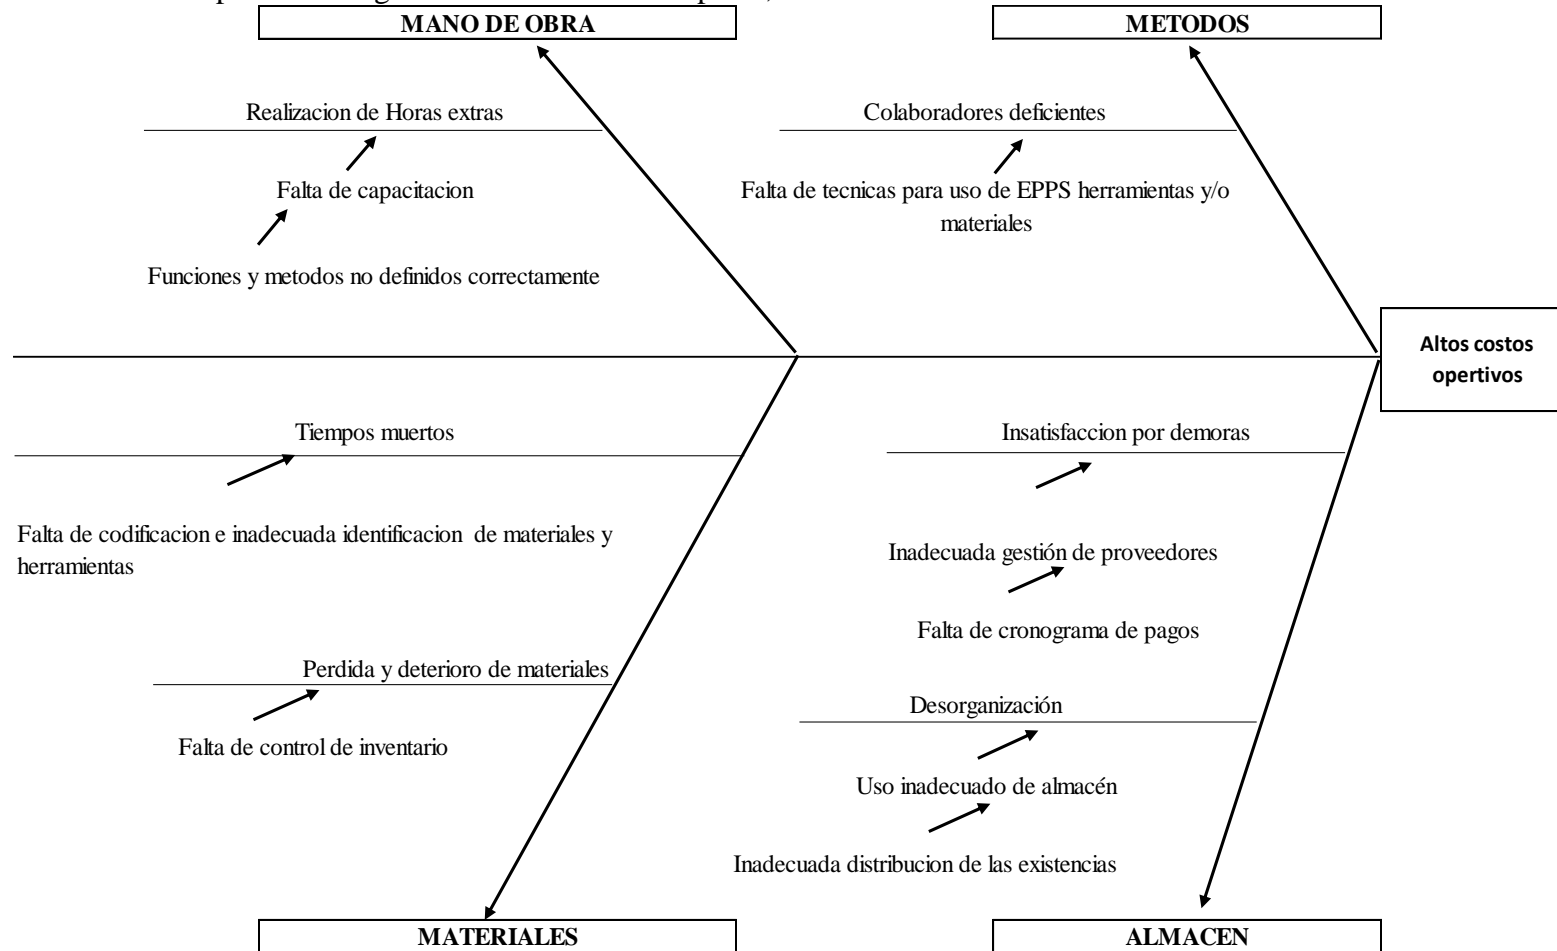 MANO DE OBRA
METODOS
Realizacion de Horas extras
Colaboradores deficientes
Falta de capacitacion
Falta de tecnicas para uso de EPPS herramientas y/o
materiales
Funciones y metodos no definidos correctamente
Altos costos
opertivos
Tiempos muertos
Insatisfaccion por demoras
Falta de codificacion e inadecuada identificacion de materiales y
herramientas
Inadecuada gestión de proveedores
Falta de cronograma de pagos
Perdida y deterioro de materiales
Desorganización
Falta de control de inventario
Uso inadecuado de almacén
Inadecuada distribucion de las existencias
MATERIALES
ALMACEN